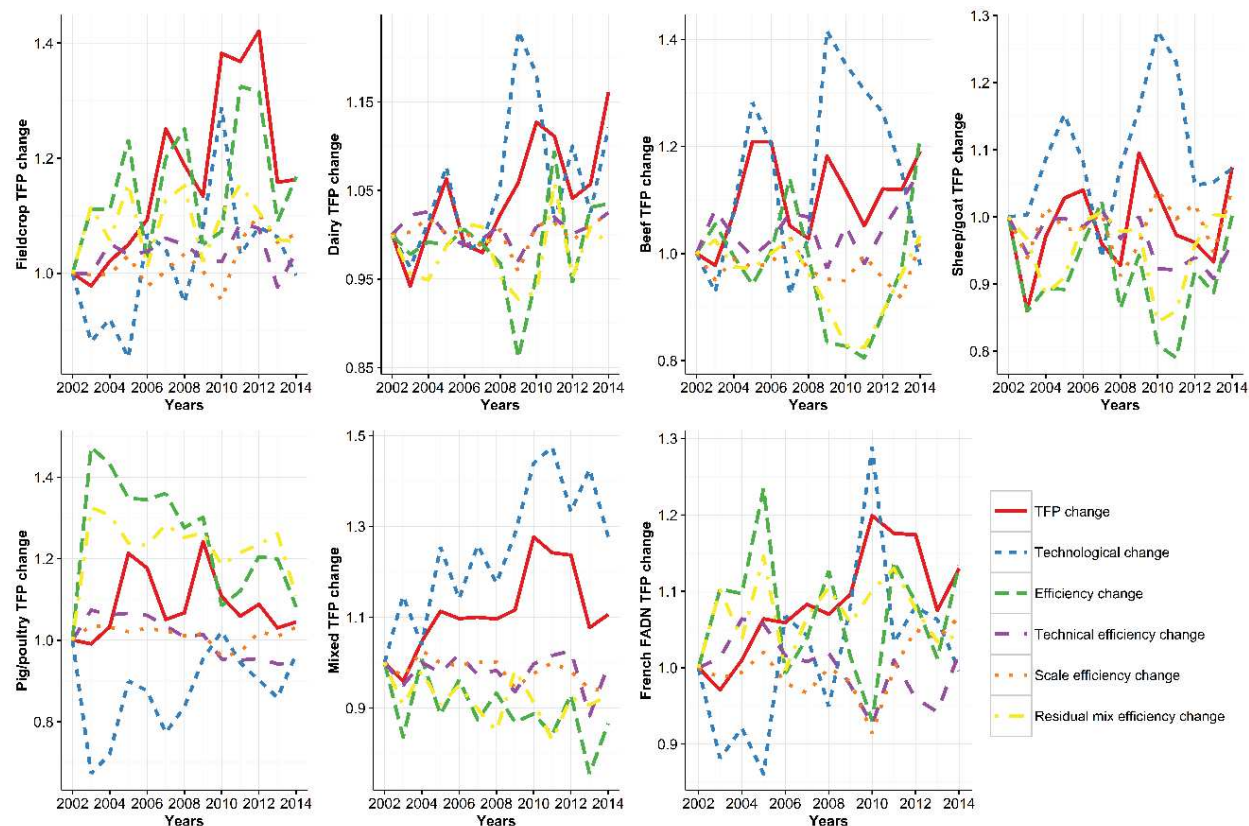 Fieldcrop TFP change
1.4
1.2
1.0
2002 2004 2006 2008 2010 2012 2014
Years
Dairy TFP change
1.15
1.05
0.95
0.85
2002 2004 2006 2008 2010 2012 2014
Years
Beef TFP change
1.4
1.2
1.0
0.8
2002 2004 2006 2008 2010 2012 2014
Years
Sheep/goat TFP change
1.3
1.2
1.1
1.0
0.9
0.8
2002 2004 2006 2008 2010 2012 2014
Years
Pig/poultry TFP change
1.4
1.2
1.0
0.8
2002 2004 2006 2008 2010 2012 2014
Years
Mixed TFP change
1.5
1.3
1.1
0.9
2002 2004 2006 2008 2010 2012 2014
Years
French FADN TFP change
1.3
1.2
1.1
1.0
0.9
2002 2004 2006 2008 2010 2012 2014
Years
TFP change
Technological change
Efficiency change
Technical efficiency change
Scale efficiency change
Residual mix efficiency change